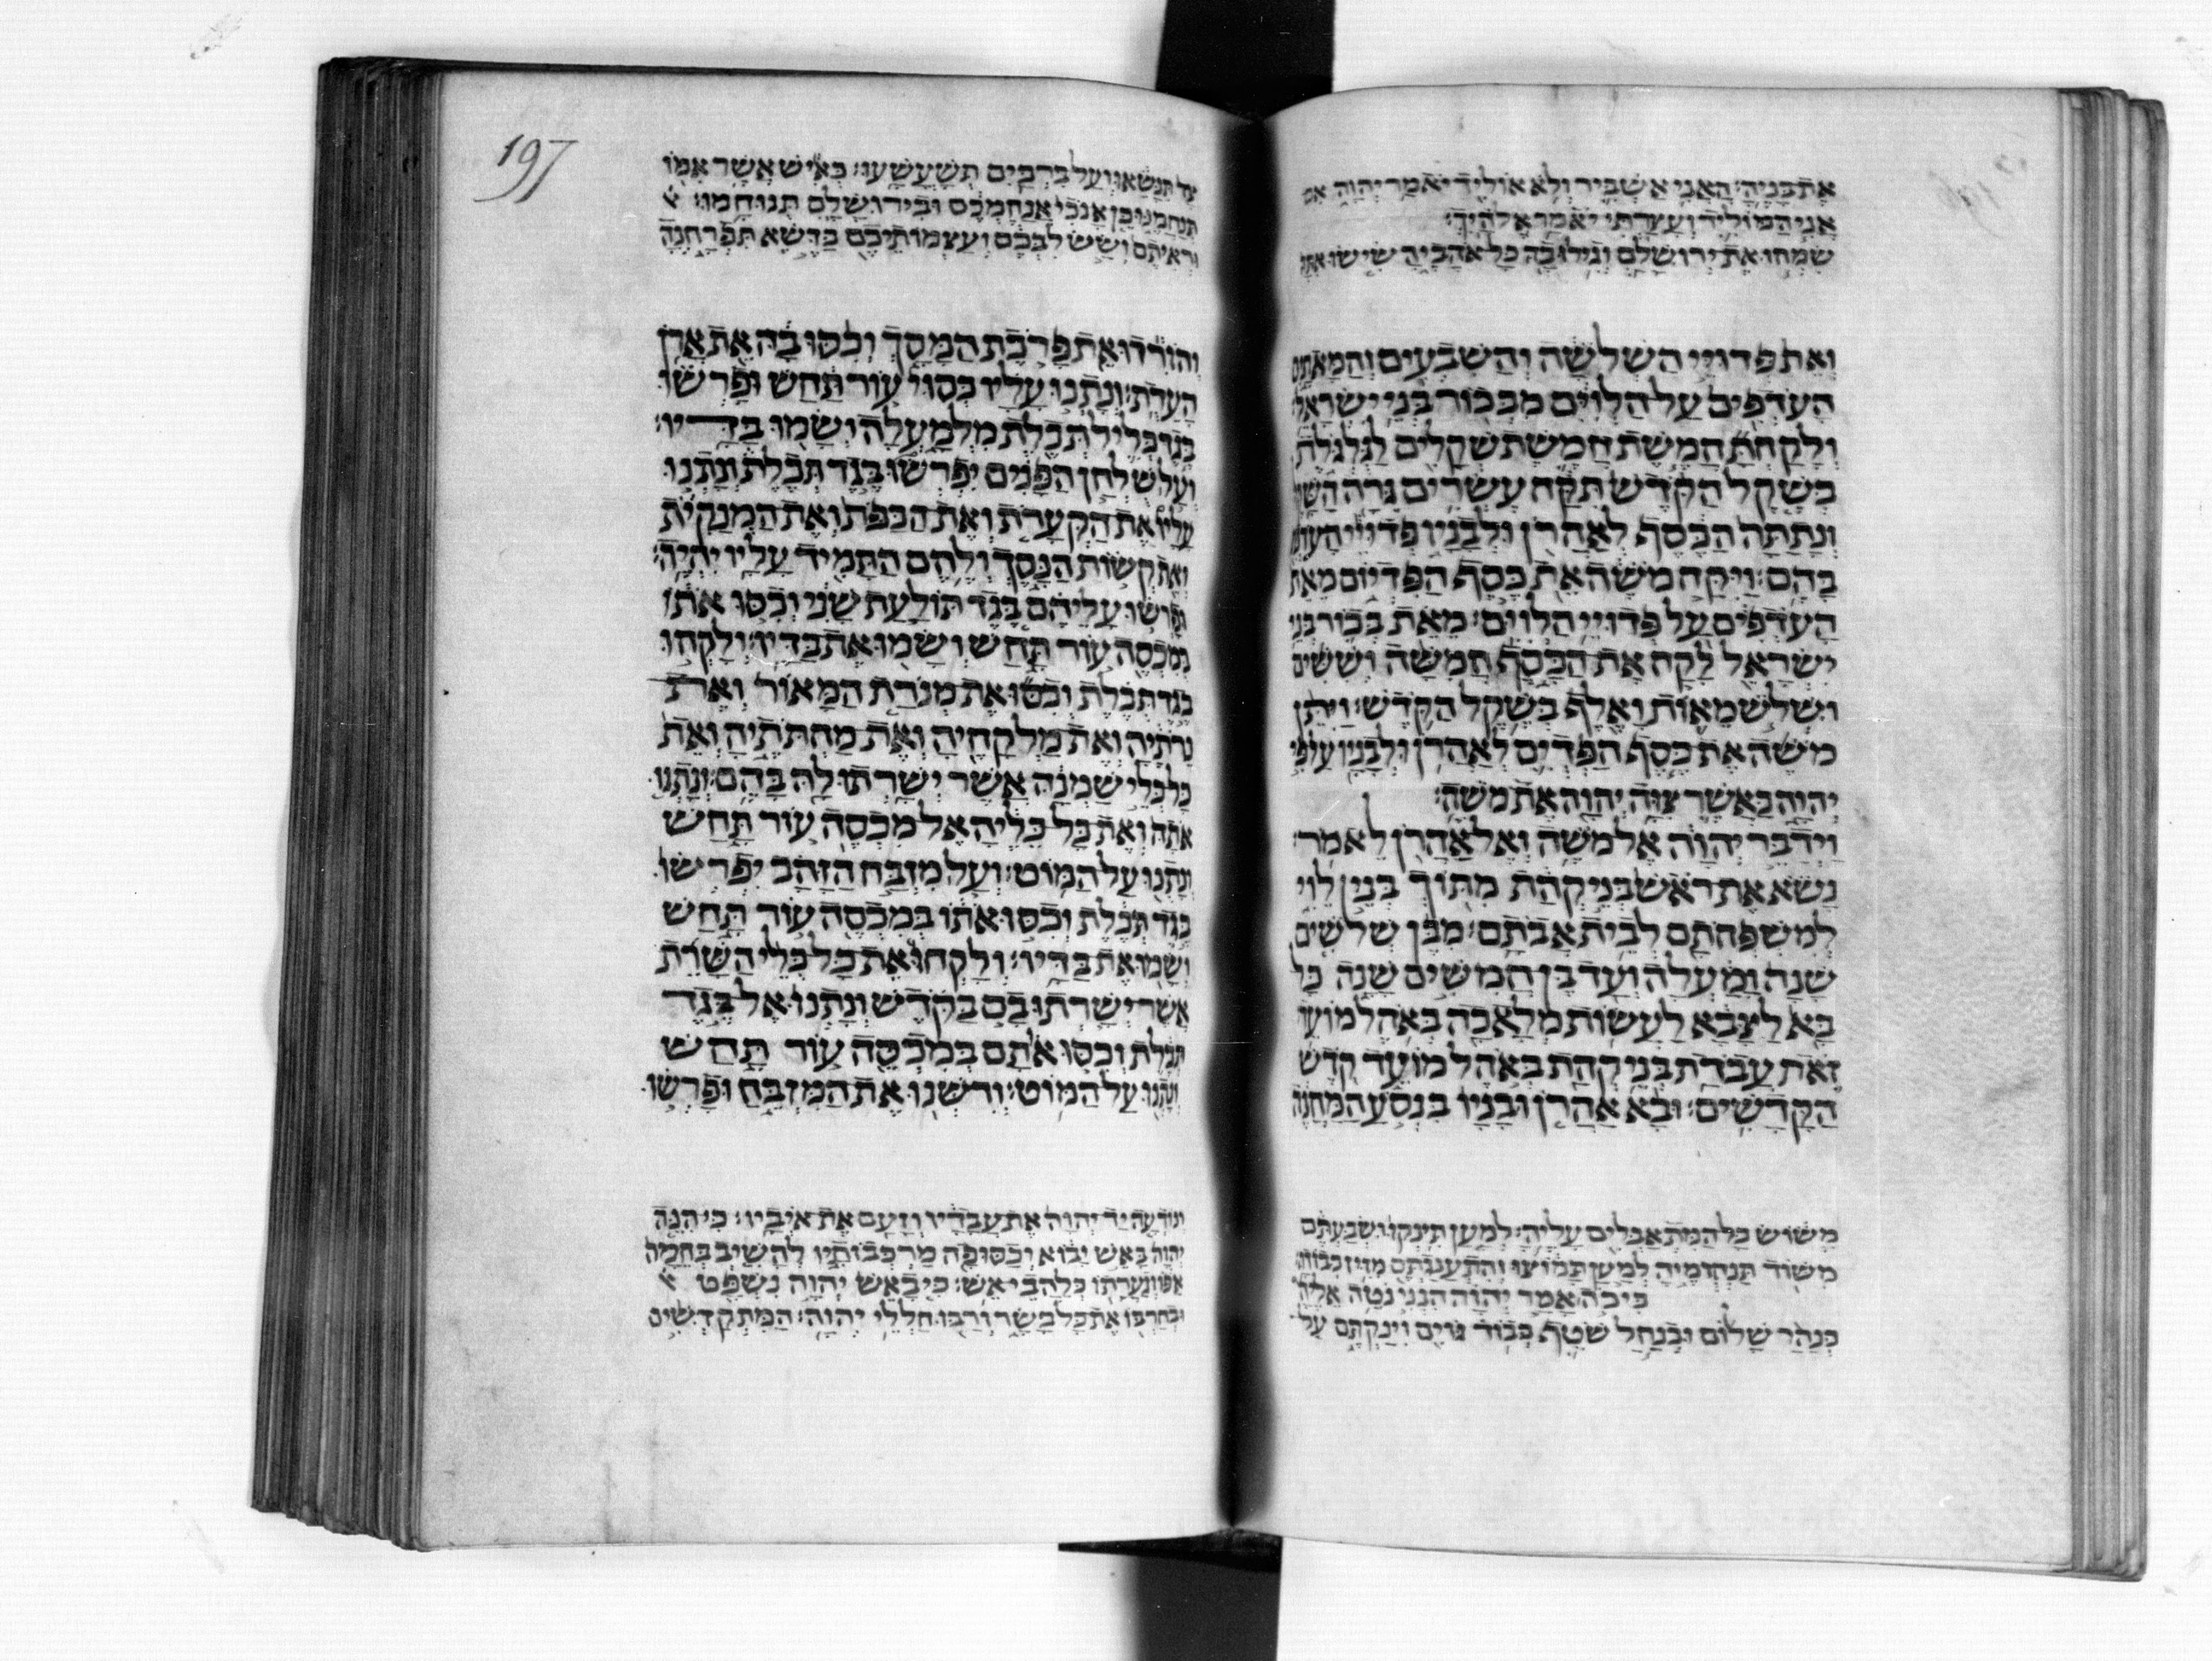 את בניה האני אשביר ולא אוליד יאמר יהוה אם
אני המוליד ועצרתי אמר אלהיך׃
שמחו את ירושלם וגילו בה כל אהביה שישו אתה
ואת פדויי השלשה והשבעים והמאתים
העדפים על הלוים מבכור בני ישראל׃
ולקחת חמשת חמשת שקלים לגלגלת
בשקל הקדש תקח עשרים גרה השקל׃
ונתתה הכסף לאהרן ולבניו פדויי העדפים
בהם׃ ויקח משה את כסף הפדיום מאת
העדפים על פדויי הלוים׃ מאת בכור בני
ישראל לקח את הכסף חמשה וששים
ושלש מאות ואלף בשקל הקדש׃ ויתן
משה את כסף הפדים לאהרן ולבניו על פי
יהוה כאשר צוה יהוה את משה׃
וידבר יהוה אל משה ואל אהרן לאמר׃
נשא את ראש בני קהת מתוך בני לוי
למשפחתם לבית אבתם׃ מבן שלשים
שנה ומעלה ועד בן חמשים שנה כל
בא לצבא לעשות מלאכה באהל מועד׃
זאת עבדת בני קהת באהל מועד קדש
הקדשים׃ ובא אהרן ובניו בנסע המחנה
משוש כל המתאבלים עליה׃ למען תינקו ושבעתם
משוד תנחומיה למען תמוצו והתענגתם מזיז כבודה׃
כי כה אמר יהוה הנני נטה אליה
כנהר שלום וכנחל שטף כבוד גוים וינקתם על
197
צד תנשאו ועל ברכים תשעשעו׃ כאיש אשר אמו
תנחמנו כן אנכי אנחמכם ובירושלם תנוחמו׃
וראיתם ושש לבכם ועצמותיכם כדשא תפרחנה
והורדו את פרכת המסך וכסו בה את ארן
העדת׃ ונתנו עליו כסוי עור תחש ופרשו
בגד כליל תכלת מלמעלה ושמו בדיו׃
ועל שלחן הפנים יפרשו בגד תכלת ונתנו
עליו את הקערת ואת הכפת ואת המנקית
ואת קשות הנסך ולחם התמיד עליו יהיה׃
ופרשו עליהם בגד תולעת שני וכסו אתו
במכסה עור תחש ושמו את בדיו׃ ולקחו
בגד תכלת וכסו את מנרת המאור ואת
נרתיה ואת מלקחיה ואת מחתתיה ואת
כל כלי שמנה אשר ישרתו לה בהם׃ ונתנו
אתה ואת כל כליה אל מכסה עור תחש
ונתנו על המוט׃ ועל מזבח הזהב יפרשו
בגד תכלת וכסו אתו במכסה עור תחש
ושמו את בדיו׃ ולקחו את כל כלי השרת
אשר ישרתו בם בקדש ונתנו אל בגד
תכלת וכסו אתם במכסה עור תחש
ונתנו על המוט׃ ודשנו את המזבח ופרשו
ונודעה יד יהוה את עבדיו וזעם את איביו׃ כי הנה
יהוה באש יבוא וכסופה מרכבותיו להשיב בחמה
אפו וגערתו בלהבי אש׃ כי באש יהוה נשפט
ובחרבו את כל בשר ורבו חללי יהוה׃ המתקדשים